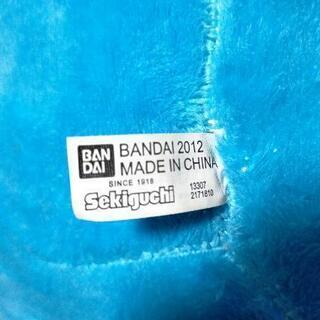 BAN
DAI
BANDAI 2012
MADE IN CHINA
SINCE 1918
Sekiguchi
13307
2171810